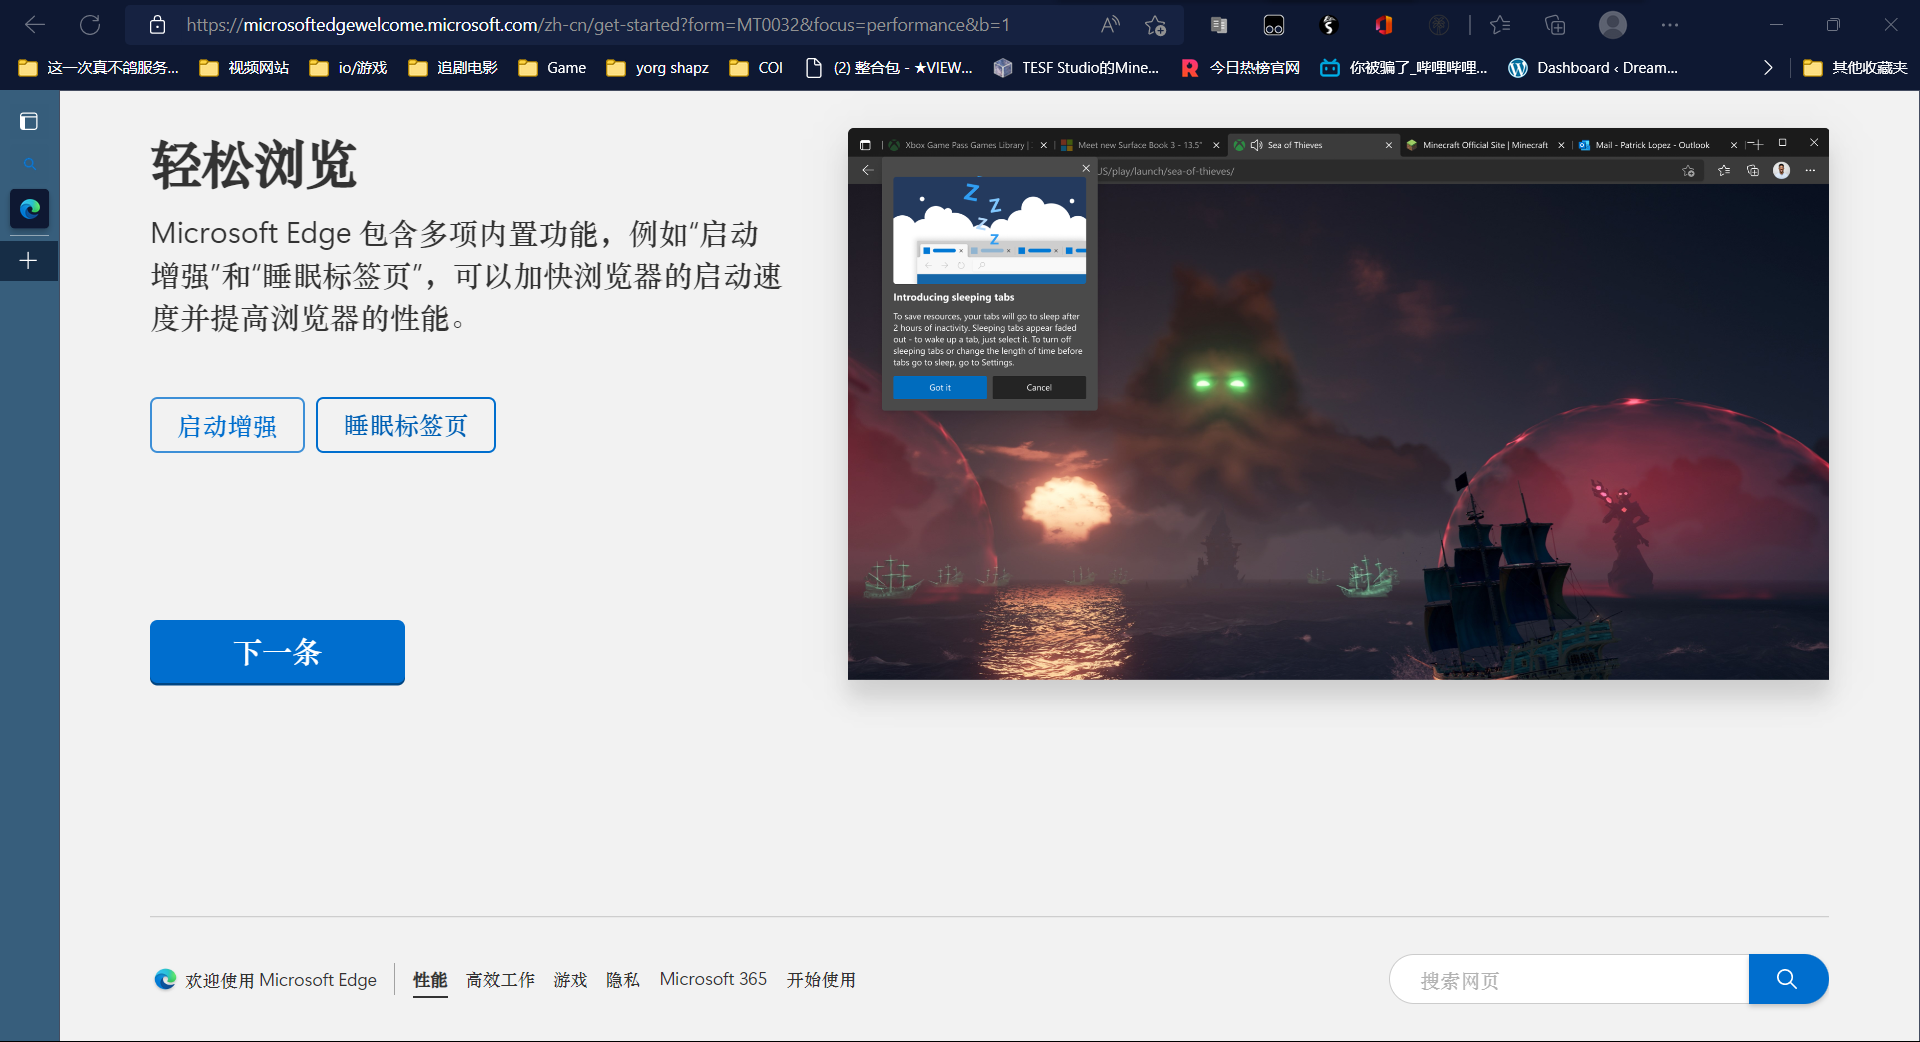 https://microsoftedgewelcome.microsoft.com/zh-cn/get-started?form=MT0032&focus=performance&b=1
这一次真不鸽服务... 视频网站 io/游戏 追剧电影 Game yorg shapz COI (2) 整合包 - ★VIEW... TESF Studio的Mine... 今日热榜官网 你被骗了_哔哩哔哩... Dashboard ‹ Dream... 其他收藏夹
轻松浏览
Microsoft Edge 包含多项内置功能，例如“启动
增强”和“睡眠标签页”，可以加快浏览器的启动速
度并提高浏览器的性能。
启动增强 睡眠标签页
下一条
Xbox Game Pass Games Library | Meet new Surface Book 3 - 13.5" Sea of Thieves Minecraft Official Site | Minecraft Mail - Patrick Lopez - Outlook
US/play/launch/sea-of-thieves/
Introducing sleeping tabs
To save resources, your tabs will go to sleep after
2 hours of inactivity. Sleeping tabs appear faded
out - to wake up a tab, just select it. To turn off
sleeping tabs or change the length of time before
tabs go to sleep, go to Settings.
Got it Cancel
欢迎使用 Microsoft Edge 性能 高效工作 游戏 隐私 Microsoft 365 开始使用 搜索网页